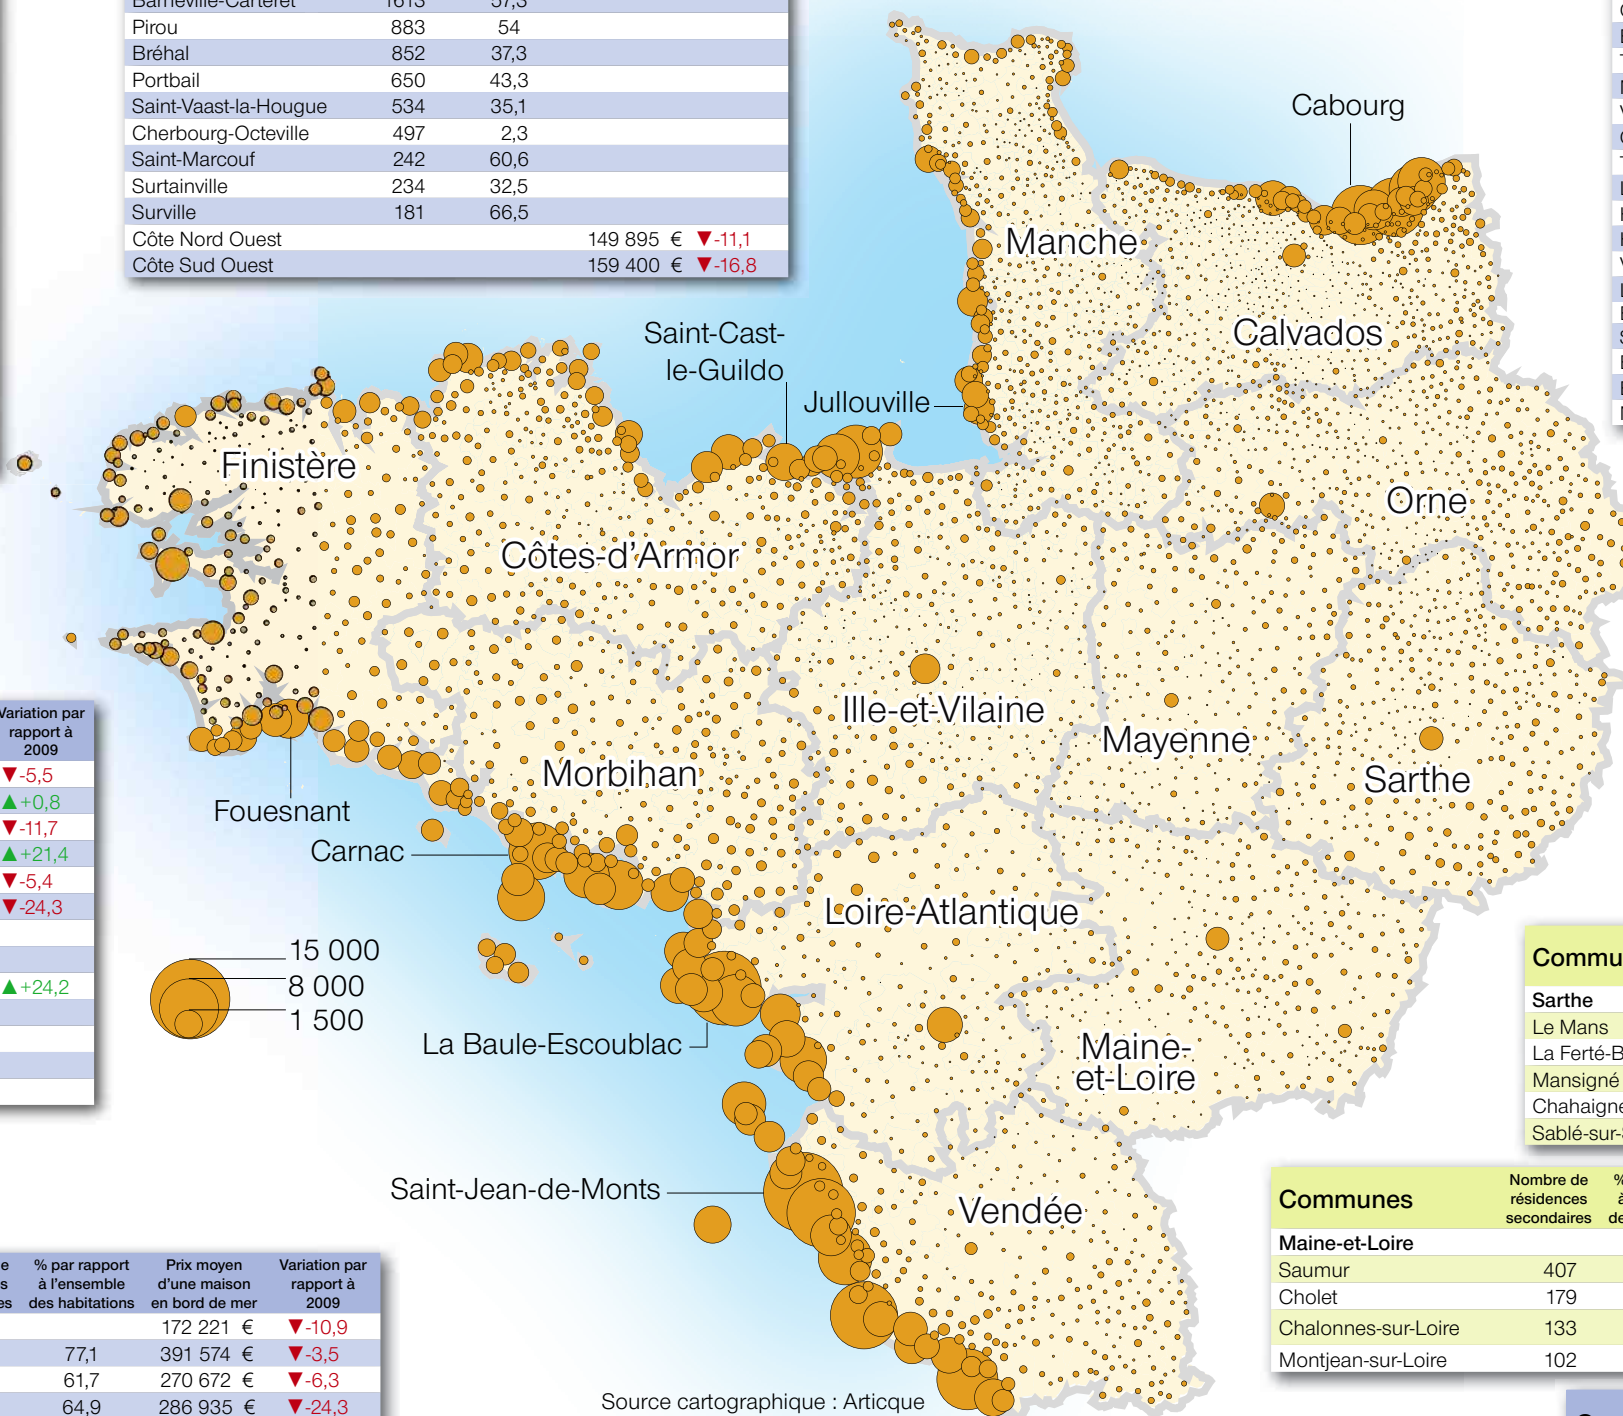 Barneville-Carteret 1613 57,3
Pirou 883 54
Bréhal 852 37,3
Portbail 650 43,3
Saint-Vaast-la-Hougue 534 35,1
Cherbourg-Octeville 497 2,3
Saint-Marcouf 242 60,6
Surtainville 234 32,5
Surville 181 66,5
Côte Nord Ouest 149 895 € ▼-11,1
Côte Sud Ouest 159 400 € ▼-16,8
Cabourg
Manche
Calvados
Saint-Cast-
le-Guildo
Jullouville
Finistère
Orne
Côtes-d'Armor
Ille-et-Vilaine
Mayenne
Morbihan
Sarthe
Fouesnant
Carnac
Loire-Atlantique
La Baule-Escoublac
Maine-
et-Loire
Saint-Jean-de-Monts
Vendée
15 000
8 000
1 500
Variation par
rapport à
2009
▼-5,5
▲+0,8
▼-11,7
▲+21,4
▼-5,4
▼-24,3
▲+24,2
% par rapport
à l'ensemble
des habitations
Prix moyen
d'une maison
en bord de mer
Variation par
rapport à
2009
172 221 € ▼-10,9
77,1 391 574 € ▼-3,5
61,7 270 672 € ▼-6,3
64,9 286 935 € ▼-24,3
Source cartographique : Articque
Sarthe
Le Mans
Mansigné
Communes
Nombre de
résidences
secondaires
Maine-et-Loire
Saumur 407
Cholet 179
Chalonnes-sur-Loire 133
Montjean-sur-Loire 102